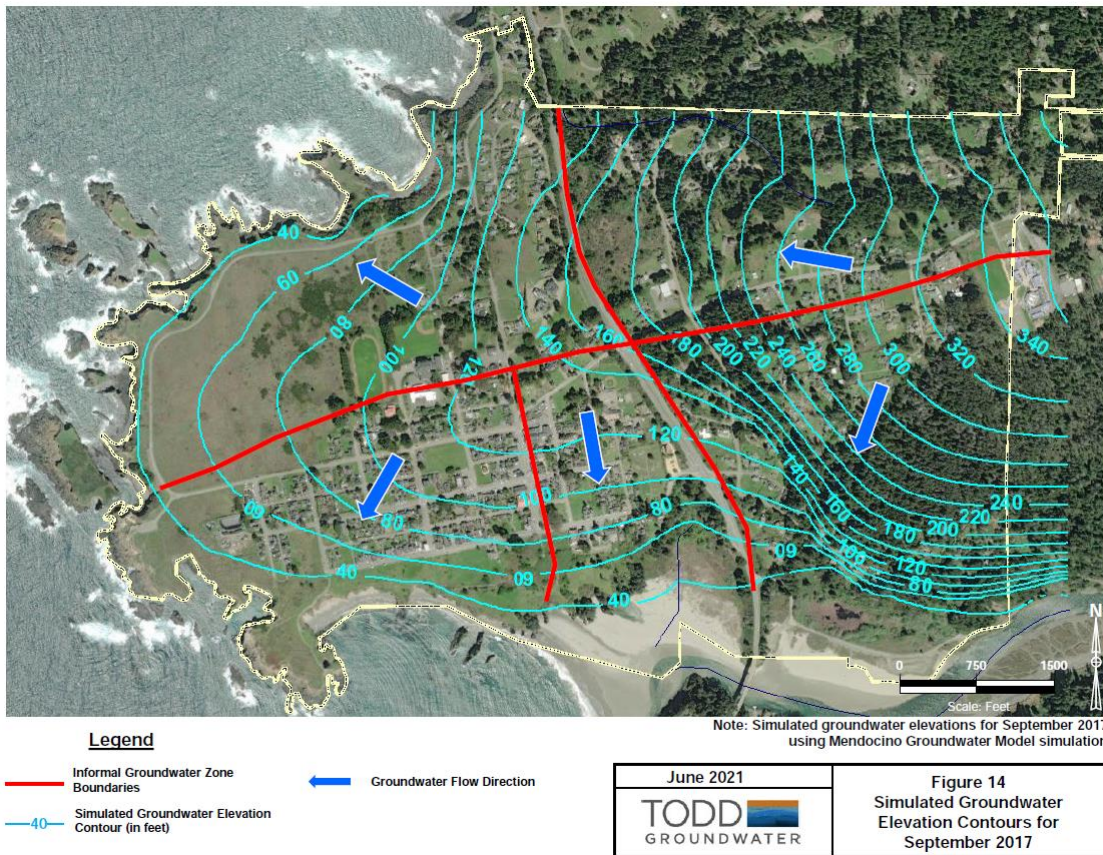 40
60
80
100
120
140
160
180
200
220
240
260
280
300
320
340
120
140
160
180
200
220
240
100
80
60
100
120
80
60
80
60
40
40
N
0 750 1500
Scale: Feet
Note: Simulated groundwater elevations for September 2017
using Mendocino Groundwater Model simulation
Legend
Informal Groundwater Zone
Boundaries
Groundwater Flow Direction
40
Simulated Groundwater Elevation
Contour (in feet)
June 2021
TODD
GROUNDWATER
Figure 14
Simulated Groundwater
Elevation Contours for
September 2017